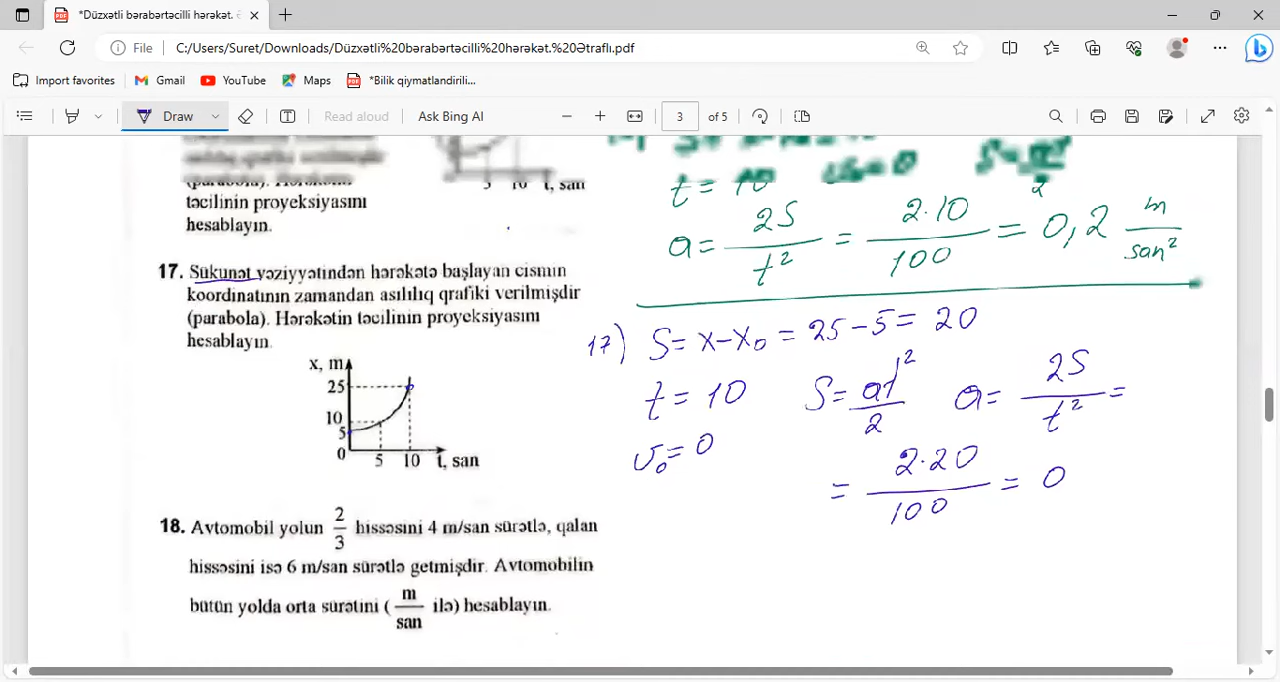 *Düzxətli bərabərtəcilli hərəkət.
File C:/Users/Suret/Downloads/Düzxətli%20bərabərtəcilli%20hərəkət.%20Ətraflı.pdf
Import favorites Gmail YouTube Maps *Bilik qiymatlandirili...
Draw Read aloud Ask Bing AI 3 of 5
(parabola).
təcilinin proyeksiyasını
hesablayın.
5 10 t, san
t = 10
a = 2S / t² = 2·10 / 100 = 0,2 m / san²
17. Sükunət vəziyyətindən hərəkətə başlayan cismin
koordinatının zamandan asılılıq qrafiki verilmişdir
(parabola). Hərəkətin təcilinin proyeksiyasını
hesablayın.
x, m
25
10
5
0 5 10 t, san
17) S = x-x₀ = 25-5 = 20
t = 10 S = at² / 2 a = 2S / t² =
υ₀ = 0
= 2·20 / 100 = 0
18. Avtomobil yolun 2/3 hissəsini 4 m/san sürətlə, qalan
hissəsini isə 6 m/san sürətlə getmişdir. Avtomobilin
bütün yolda orta sürətini ( m/san ilə) hesablayın.